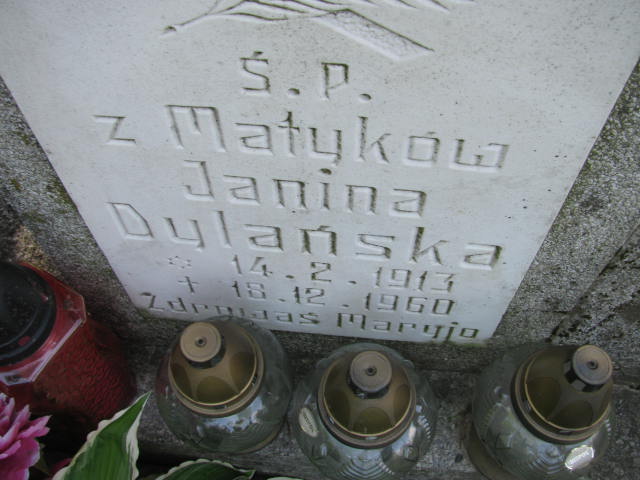 Ś. P.
z Matyków
Janina
Dylańska
* 14.2.1913
+ 18.12.1960
Zdrowaś Maryjo